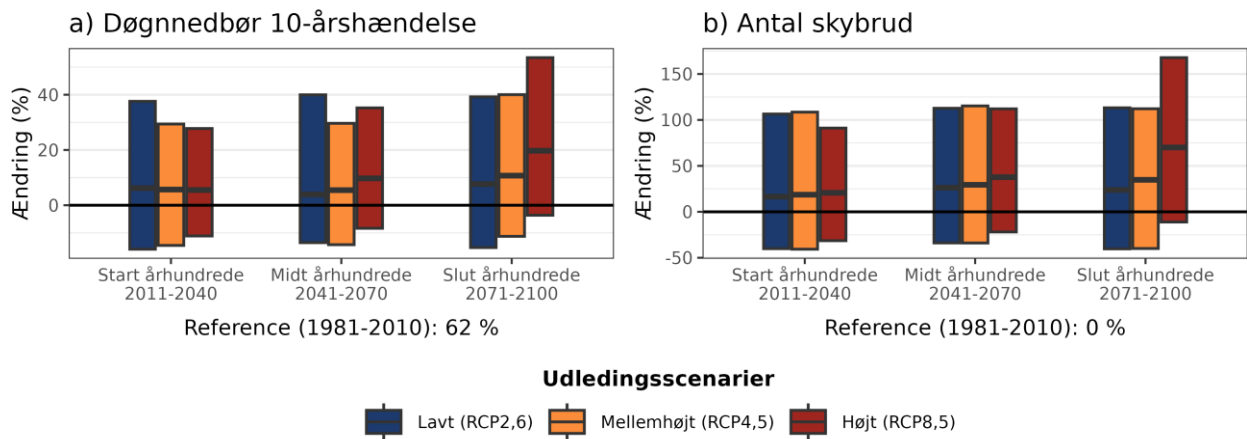 a) Døgnnedbør 10-årshændelse
Ændring (%)
40
20
0
Start århundrede
2011-2040
Midt århundrede
2041-2070
Slut århundrede
2071-2100
Reference (1981-2010): 62 %
b) Antal skybrud
Ændring (%)
150
100
50
0
-50
Start århundrede
2011-2040
Midt århundrede
2041-2070
Slut århundrede
2071-2100
Reference (1981-2010): 0 %
Udledingsscenarier
Lavt (RCP2,6)
Mellemhøjt (RCP4,5)
Højt (RCP8,5)